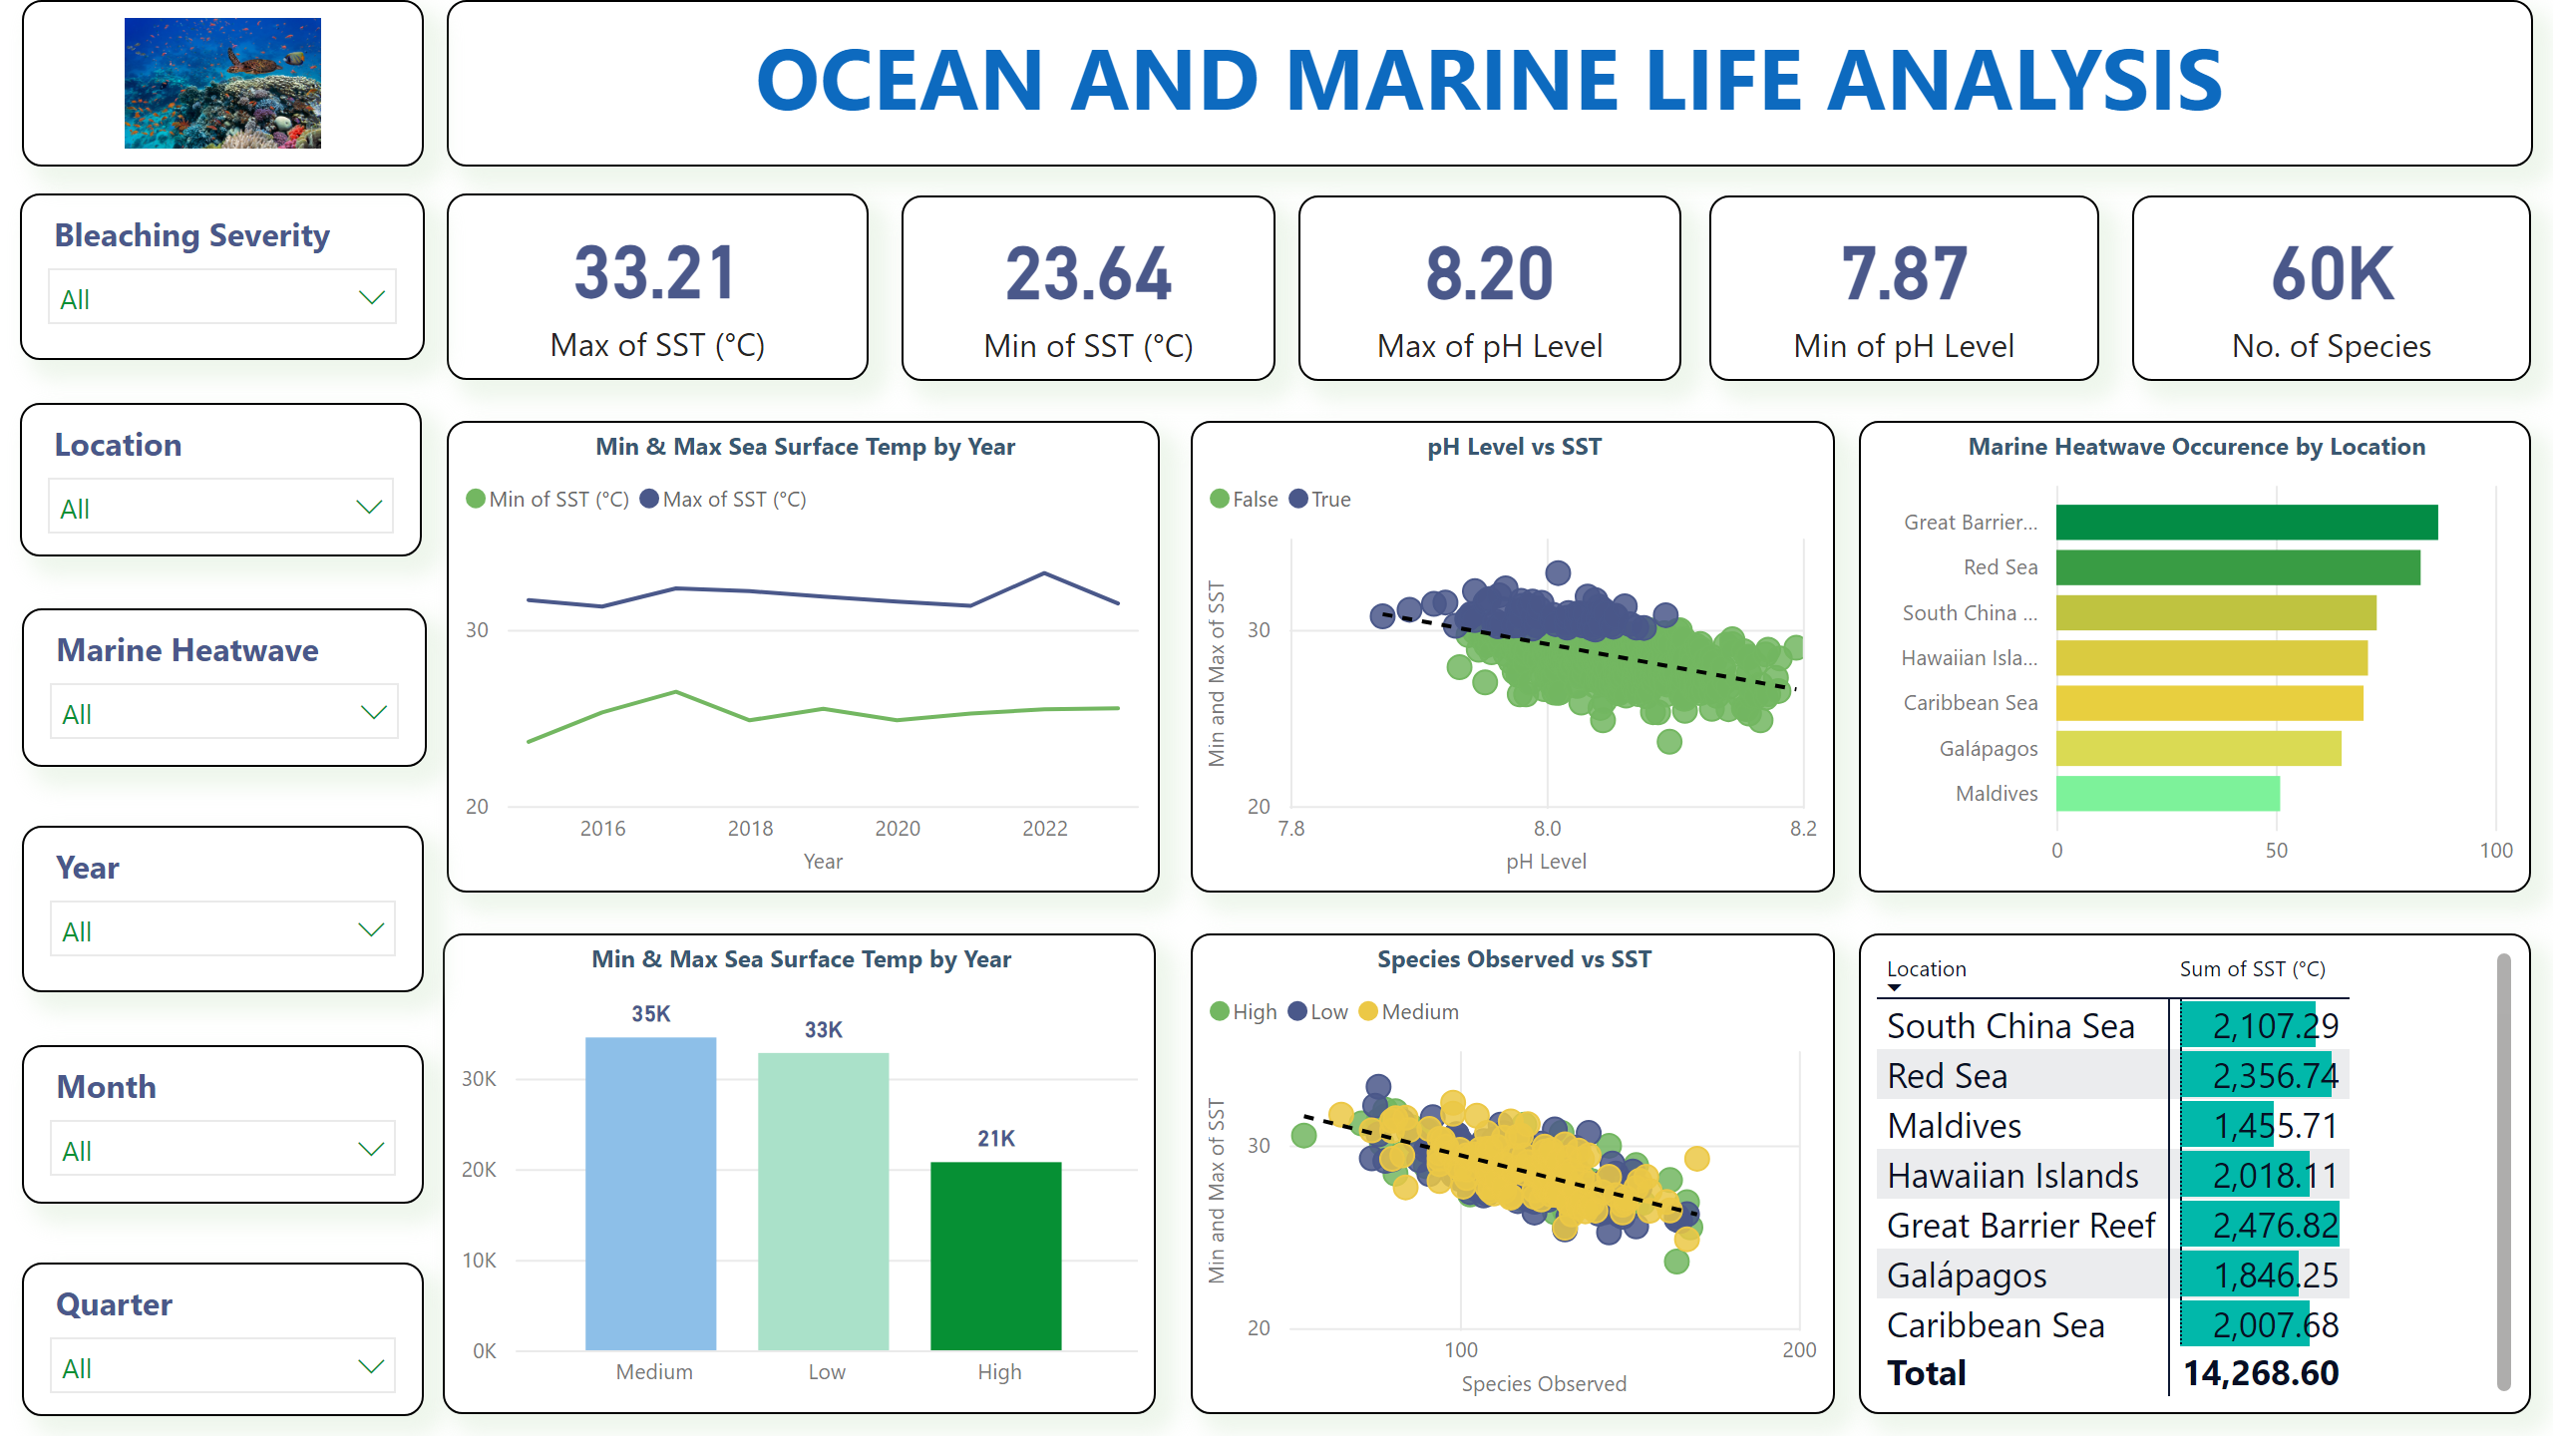 OCEAN AND MARINE LIFE ANALYSIS
Bleaching Severity
All
Location
All
Marine Heatwave
All
Year
All
Month
All
Quarter
All
33.21
Max of SST (°C)
23.64
Min of SST (°C)
8.20
Max of pH Level
7.87
Min of pH Level
60K
No. of Species
Min & Max Sea Surface Temp by Year
Min of SST (°C) Max of SST (°C)
30
20
2016 2018 2020 2022
Year
pH Level vs SST
False True
Min and Max of SST
30
20
7.8 8.0 8.2
pH Level
Marine Heatwave Occurence by Location
Great Barrier...
Red Sea
South China ...
Hawaiian Isla...
Caribbean Sea
Galápagos
Maldives
0 50 100
Min & Max Sea Surface Temp by Year
35K
33K
21K
30K
20K
10K
0K
Medium Low High
Species Observed vs SST
High Low Medium
Min and Max of SST
30
20
100 200
Species Observed
Location Sum of SST (°C)
South China Sea 2,107.29
Red Sea 2,356.74
Maldives 1,455.71
Hawaiian Islands 2,018.11
Great Barrier Reef 2,476.82
Galápagos 1,846.25
Caribbean Sea 2,007.68
Total 14,268.60